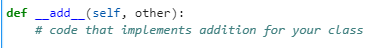 def __add__(self, other):
    # code that implements addition for your class